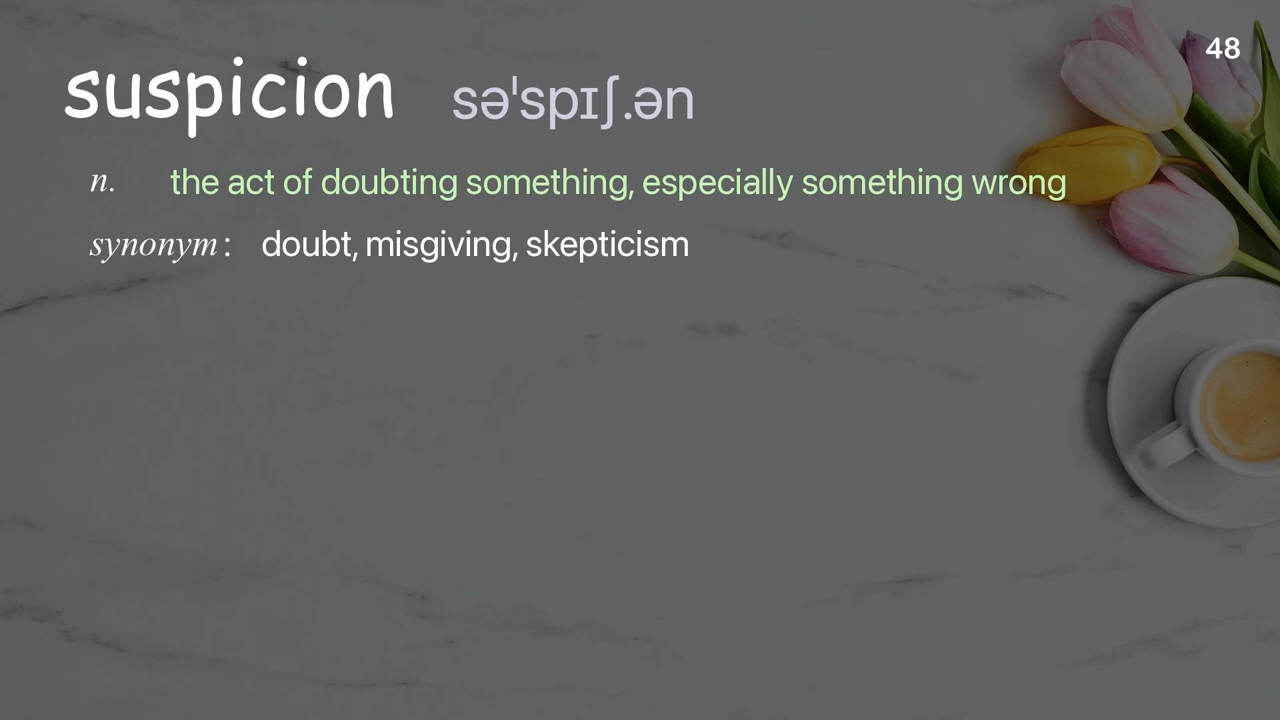 48
suspicion səˈspɪʃ.ən
n. the act of doubting something, especially something wrong
synonym: doubt, misgiving, skepticism